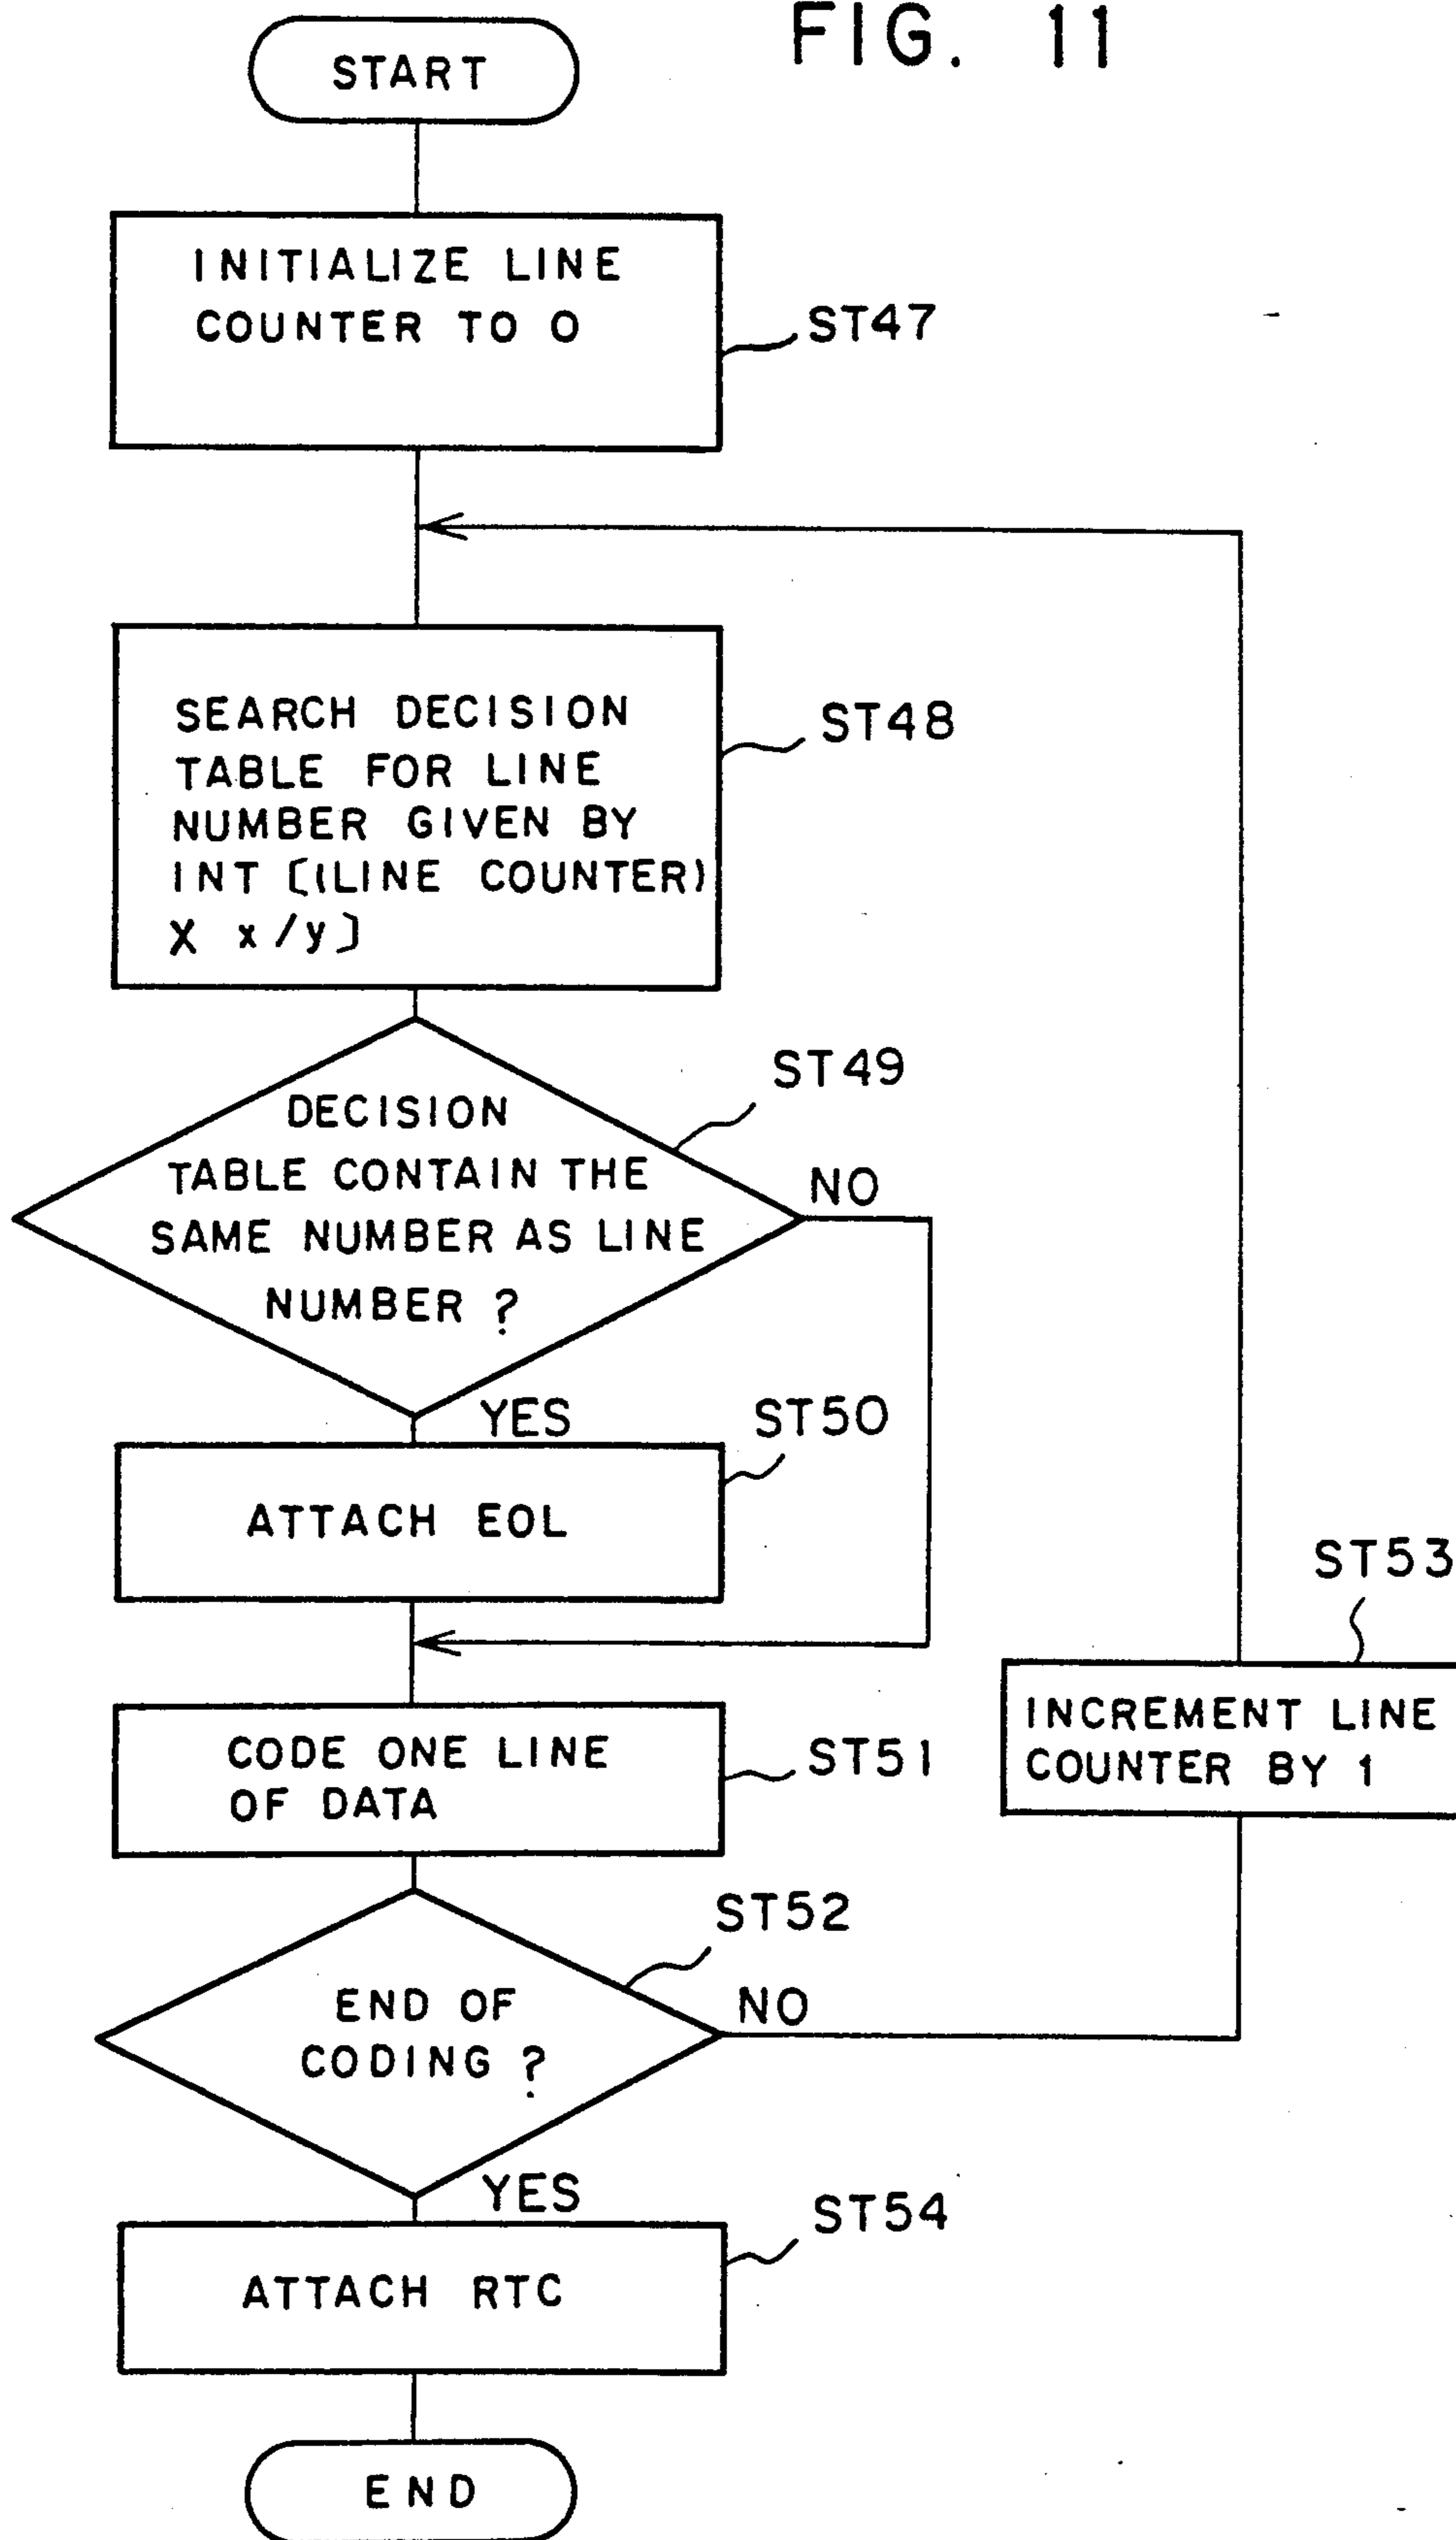 FIG. 11
START
INITIALIZE LINE
COUNTER TO 0
ST47
SEARCH DECISION
TABLE FOR LINE
NUMBER GIVEN BY
INT [(LINE COUNTER)
X x/y]
ST48
ST49
DECISION
TABLE CONTAIN THE
SAME NUMBER AS LINE
NUMBER ?
NO
YES
ST50
ATTACH EOL
ST53
INCREMENT LINE
COUNTER BY 1
CODE ONE LINE
OF DATA
ST51
ST52
END OF
CODING ?
NO
YES
ST54
ATTACH RTC
END